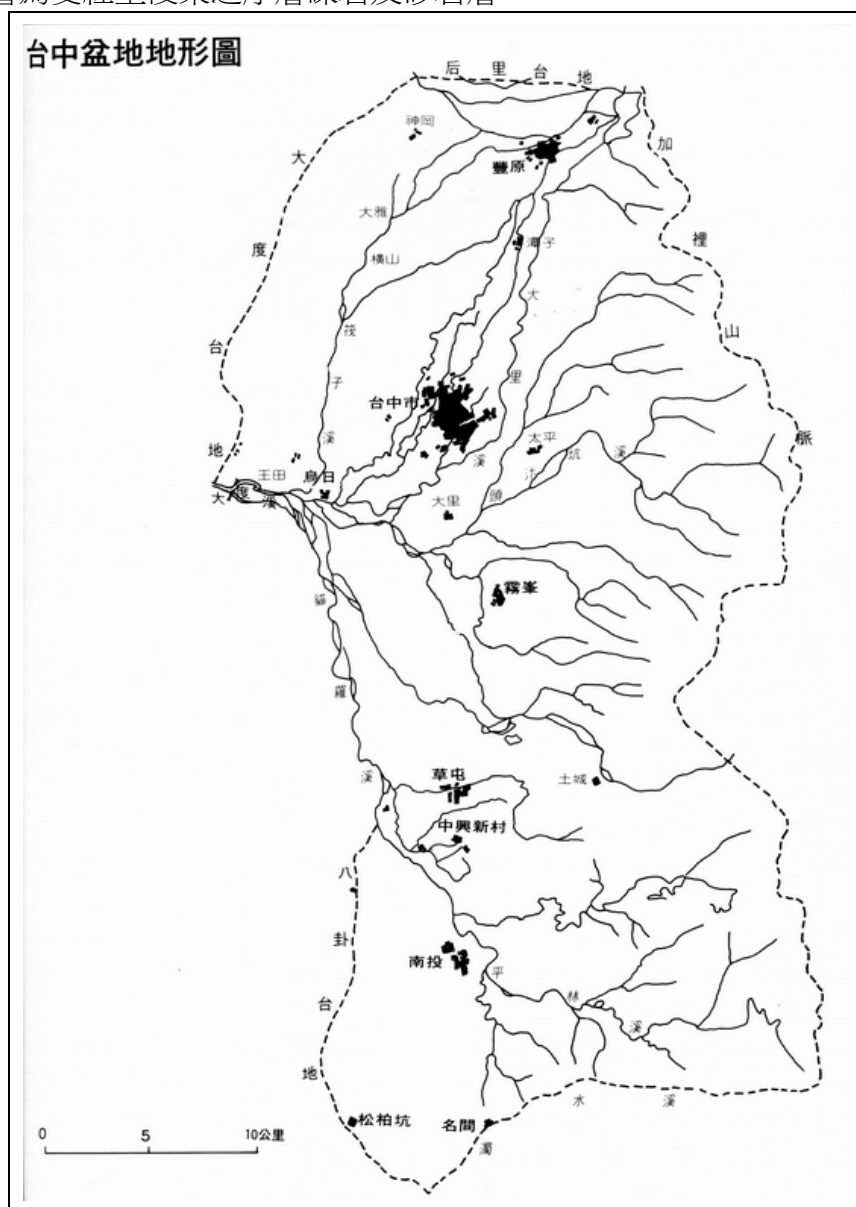 台中盆地地形圖
后里台地
神岡
大度台地
豐原
加裡山脈
大雅
潭子
橫山
筏子溪
大里溪
台中市
太平
頭汴坑溪
王田
烏日
大度溪
大里
霧峯
貓羅溪
草屯
土城
中興新村
八卦台地
南投
平林溪
松柏坑
名間
濁水溪
0 5 10公里